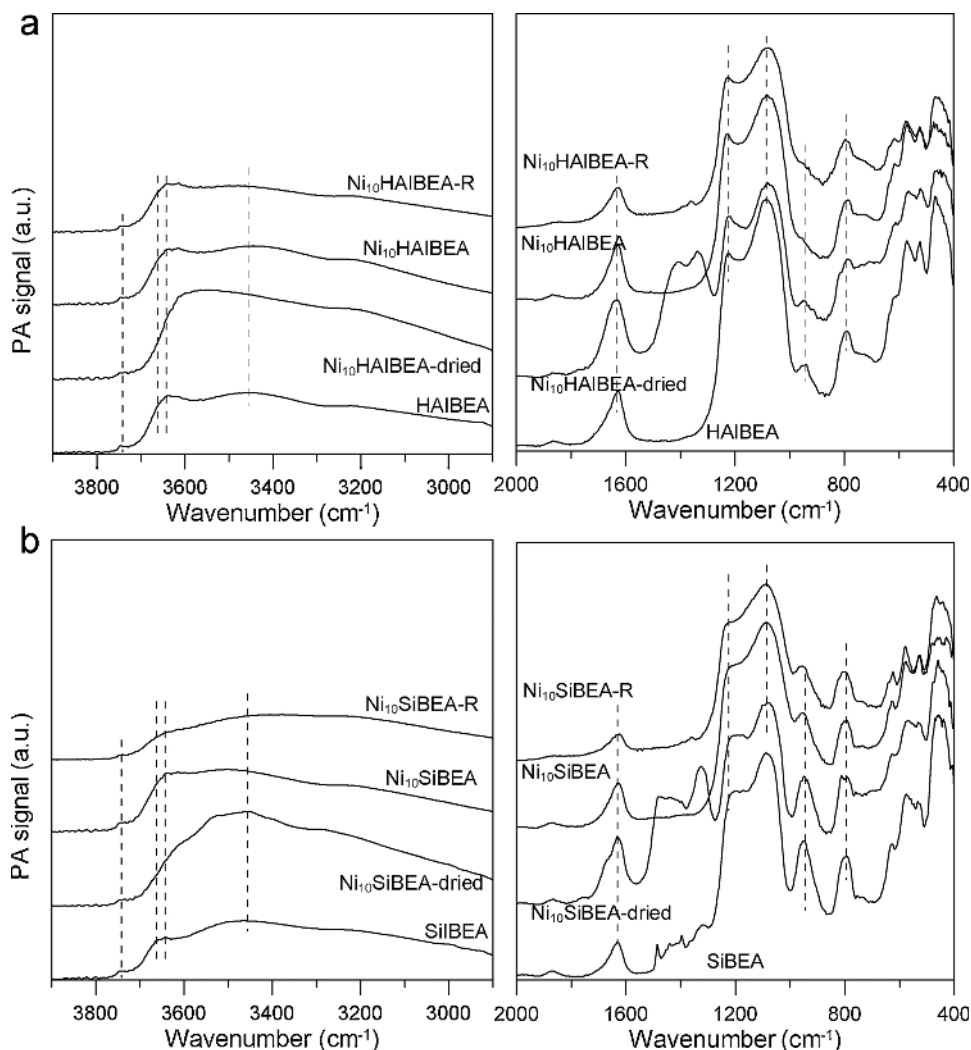 a
PA signal (a.u.)
Ni₁₀HAlBEA-R
Ni₁₀HAlBEA
Ni₁₀HAlBEA-dried
HAlBEA
3800 3600 3400 3200 3000
Wavenumber (cm⁻¹)
Ni₁₀HAlBEA-R
Ni₁₀HAlBEA
Ni₁₀HAlBEA-dried
HAlBEA
2000 1600 1200 800 400
Wavenumber (cm⁻¹)
b
PA signal (a.u.)
Ni₁₀SiBEA-R
Ni₁₀SiBEA
Ni₁₀SiBEA-dried
SilBEA
3800 3600 3400 3200 3000
Wavenumber (cm⁻¹)
Ni₁₀SiBEA-R
Ni₁₀SiBEA
Ni₁₀SiBEA-dried
SiBEA
2000 1600 1200 800 400
Wavenumber (cm⁻¹)